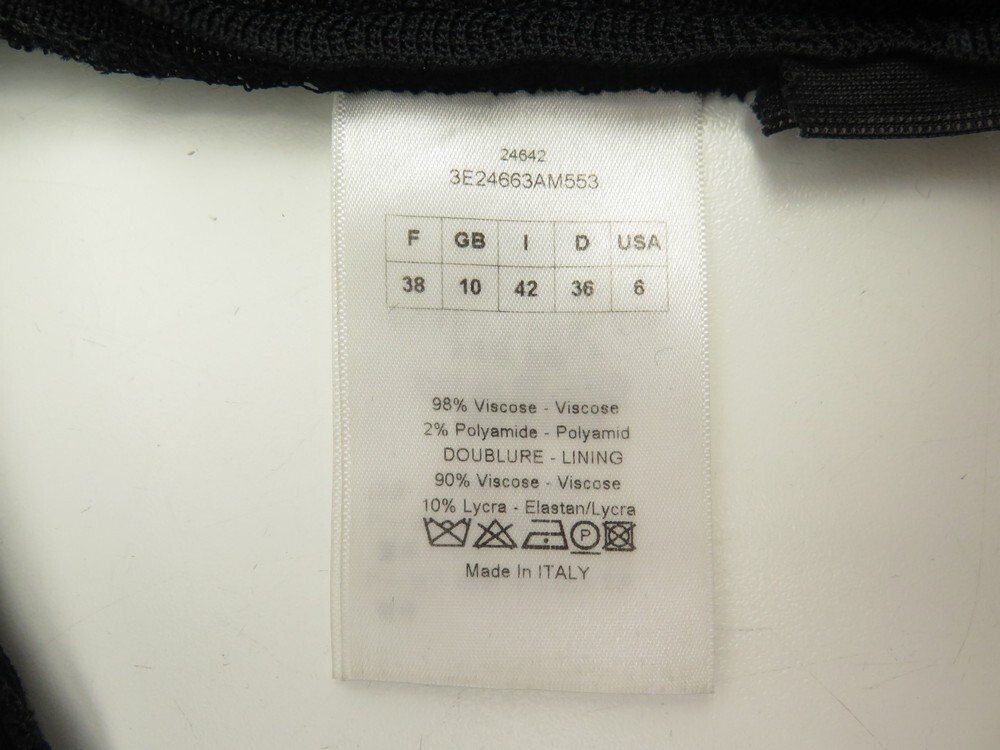 24642
3E24663AM553
F GB I D USA
38 10 42 36 6
98% Viscose - Viscose
2% Polyamide - Polyamid
DOUBLURE - LINING
90% Viscose - Viscose
10% Lycra - Elastan/Lycra
P
Made In ITALY